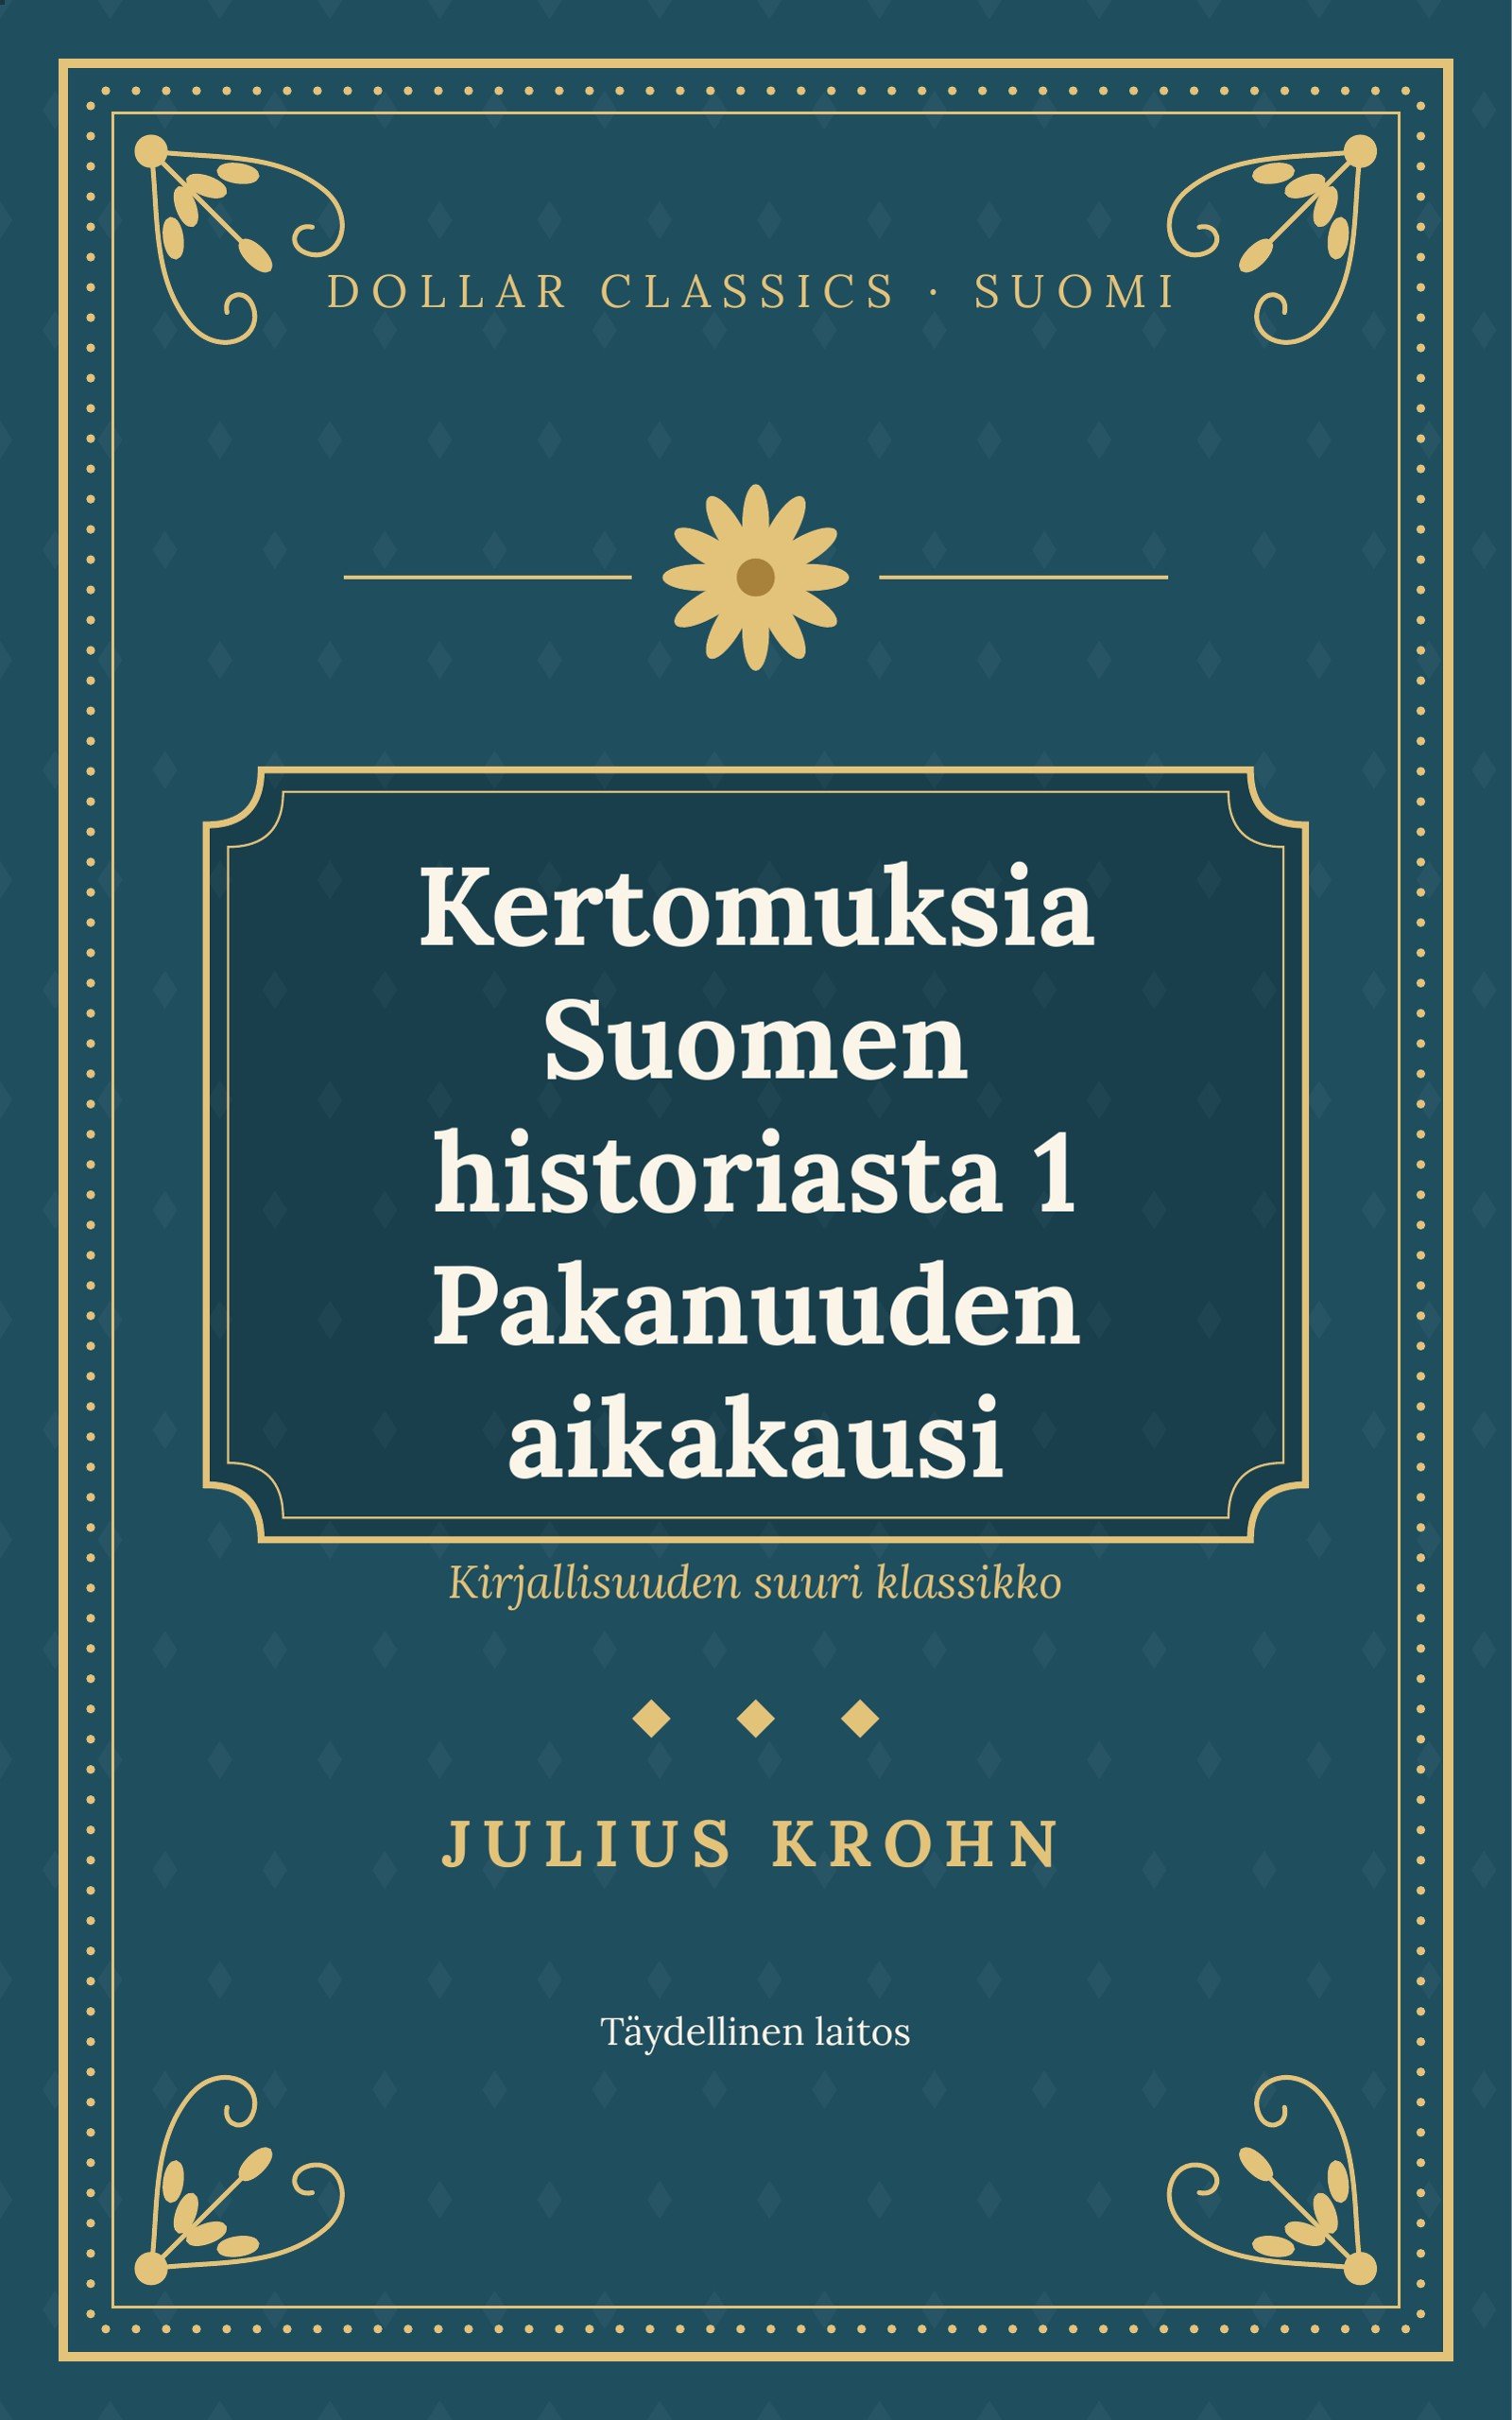 DOLLAR CLASSICS · SUOMI
Kertomuksia
Suomen
historiasta 1
Pakanuuden
aikakausi
Kirjallisuuden suuri klassikko
JULIUS KROHN
Täydellinen laitos